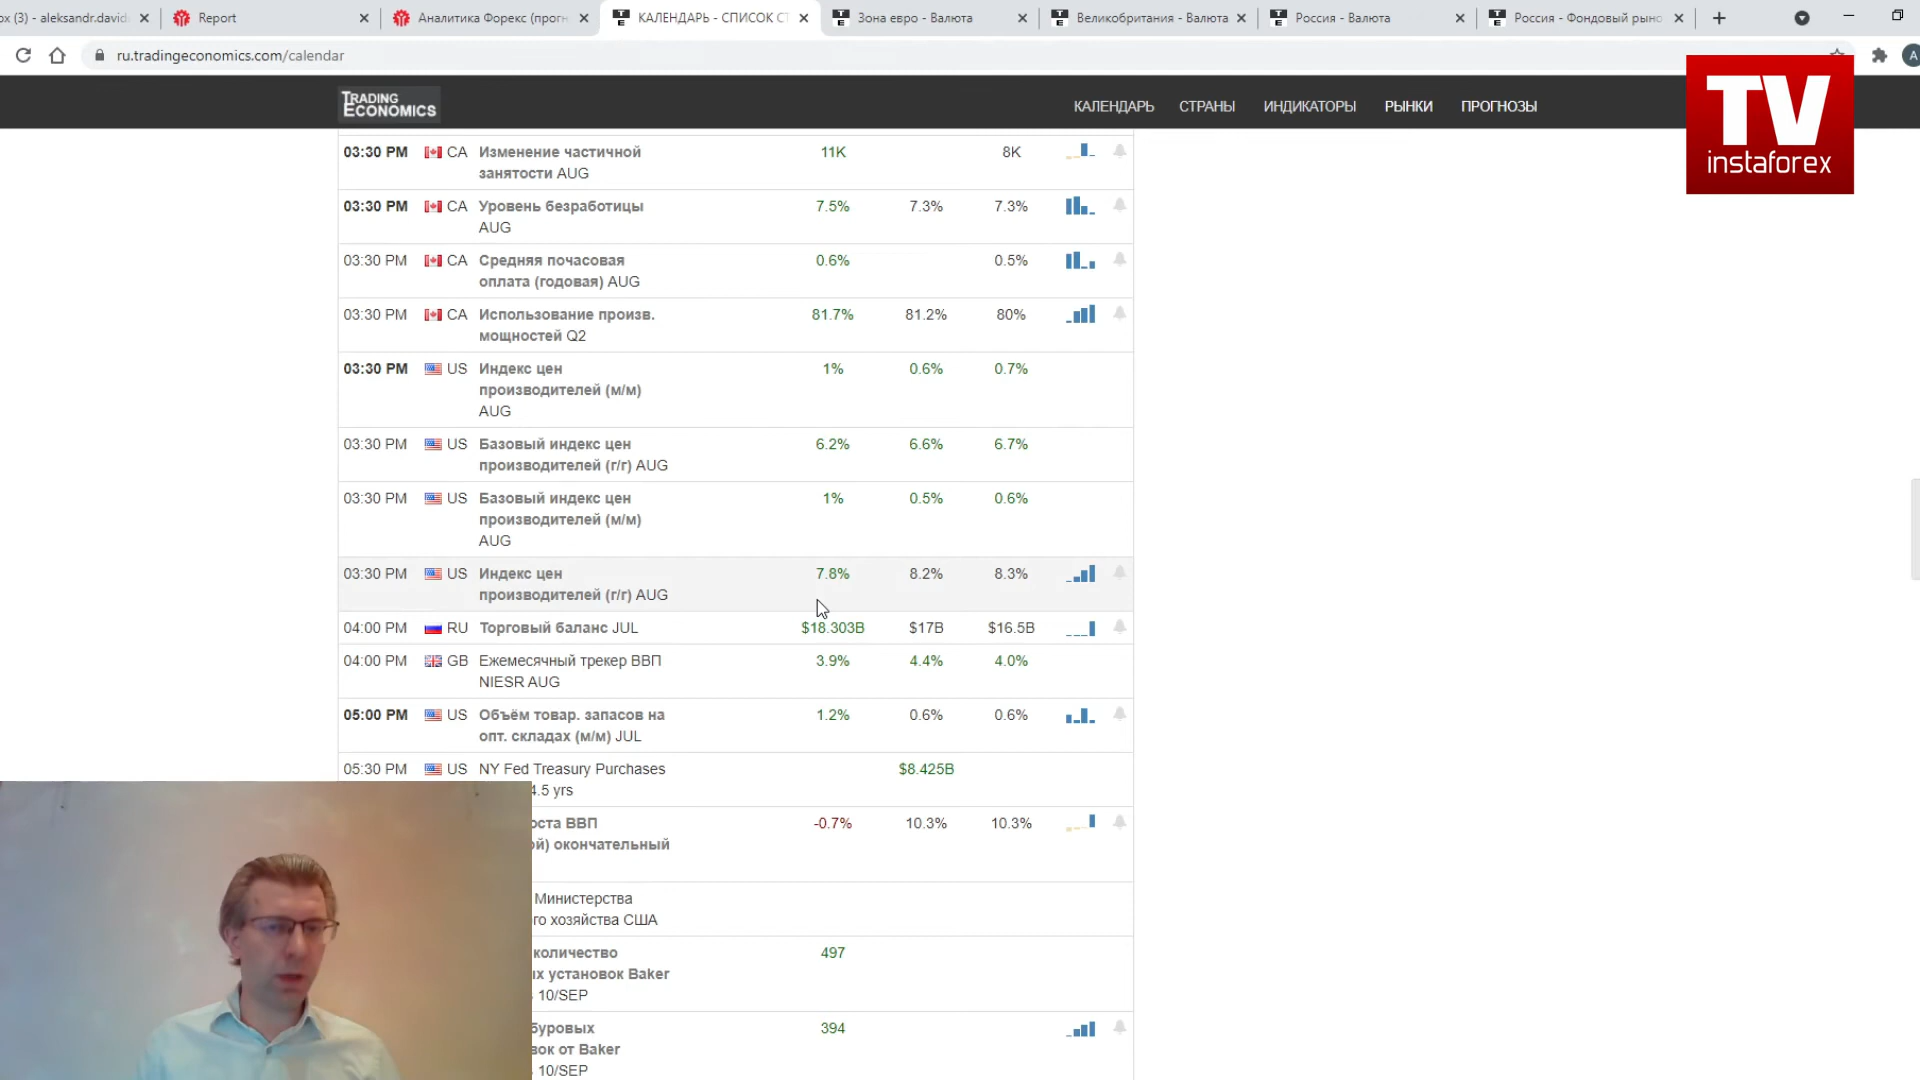 ox (3) - aleksandr.david
Report
Аналитика Форекс (прогн
КАЛЕНДАРЬ - СПИСОК СТ
Зона евро - Валюта
Великобритания - Валюта
Россия - Валюта
Россия - Фондовый рыно
ru.tradingeconomics.com/calendar
A
TRADING
ECONOMICS
КАЛЕНДАРЬ СТРАНЫ ИНДИКАТОРЫ РЫНКИ ПРОГНОЗЫ
TV
instaforex
03:30 PM CA Изменение частичной 11K 8K
занятости AUG
03:30 PM CA Уровень безработицы 7.5% 7.3% 7.3%
AUG
03:30 PM CA Средняя почасовая 0.6% 0.5%
оплата (годовая) AUG
03:30 PM CA Использование произв. 81.7% 81.2% 80%
мощностей Q2
03:30 PM US Индекс цен 1% 0.6% 0.7%
производителей (м/м)
AUG
03:30 PM US Базовый индекс цен 6.2% 6.6% 6.7%
производителей (г/г) AUG
03:30 PM US Базовый индекс цен 1% 0.5% 0.6%
производителей (м/м)
AUG
03:30 PM US Индекс цен 7.8% 8.2% 8.3%
производителей (г/г) AUG
04:00 PM RU Торговый баланс JUL $18.303B $17B $16.5B
04:00 PM GB Ежемесячный трекер ВВП 3.9% 4.4% 4.0%
NIESR AUG
05:00 PM US Объём товар. запасов на 1.2% 0.6% 0.6%
опт. складах (м/м) JUL
05:30 PM US NY Fed Treasury Purchases $8.425B
4.5 yrs
оста ВВП -0.7% 10.3% 10.3%
ой) окончательный
Министерства
го хозяйства США
количество 497
ых установок Baker
10/SEP
буровых 394
вок от Baker
10/SEP